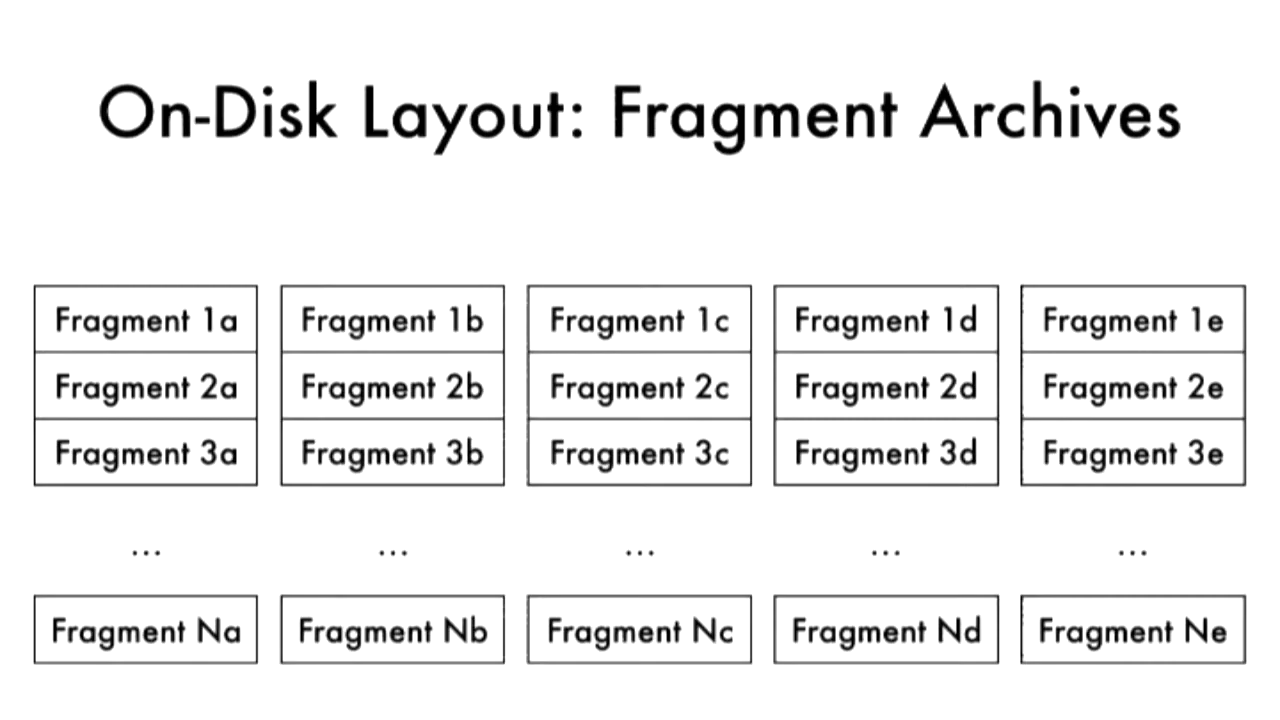 On-Disk Layout: Fragment Archives
Fragment 1a Fragment 1b Fragment 1c Fragment 1d Fragment 1e
Fragment 2a Fragment 2b Fragment 2c Fragment 2d Fragment 2e
Fragment 3a Fragment 3b Fragment 3c Fragment 3d Fragment 3e
... ... ... ... ...
Fragment Na Fragment Nb Fragment Nc Fragment Nd Fragment Ne